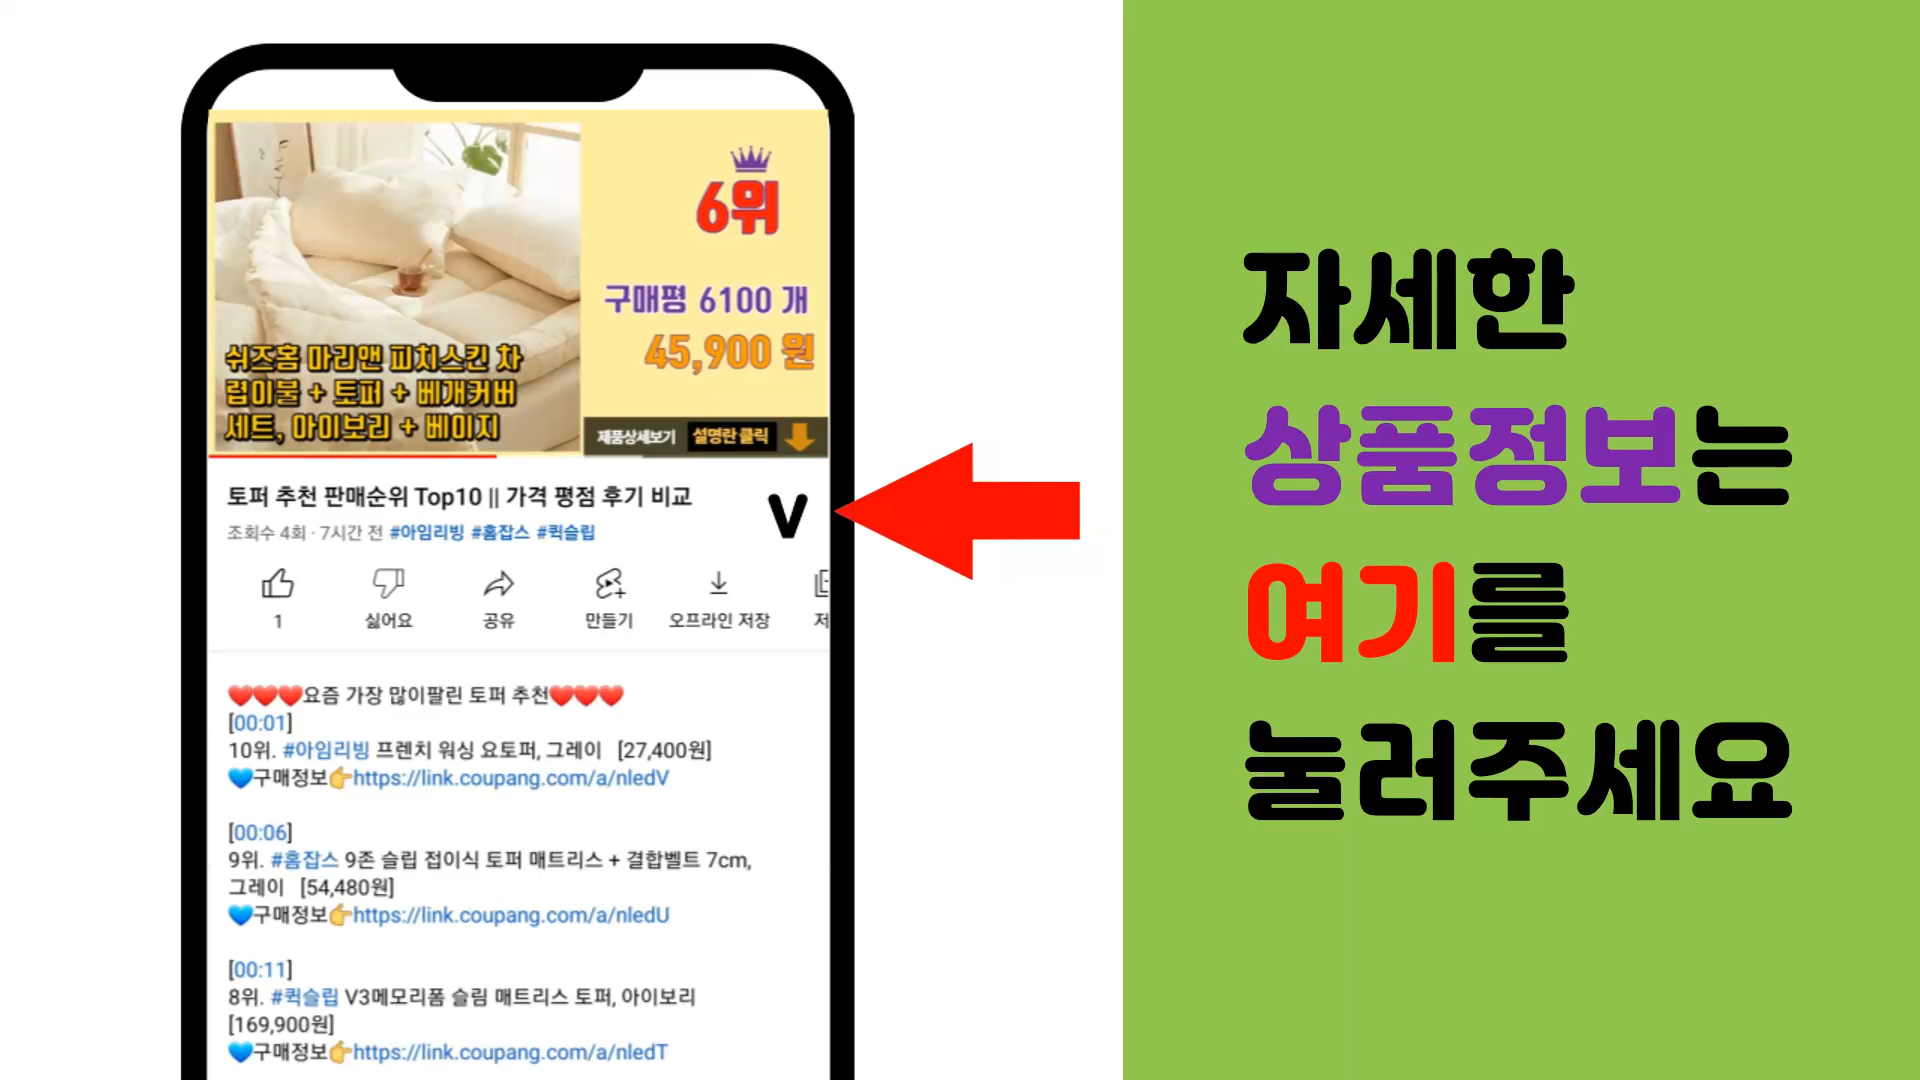 6위
구매평 6100 개
45,900 원
쉬즈홈 마리앤 피치스킨 차
렵이불 + 토퍼 + 베개커버
세트, 아이보리 + 베이지
제품상세보기 설명란 클릭
토퍼 추천 판매순위 Top10 || 가격 평점 후기 비교
V
조회수 4회 · 7시간 전 #아임리빙 #홈잡스 #퀵슬립
1 싫어요 공유 만들기 오프라인 저장 저
❤️❤️❤️요즘 가장 많이팔린 토퍼 추천❤️❤️❤️
[00:01]
10위. #아임리빙 프렌치 워싱 요토퍼, 그레이 [27,400원]
💙구매정보👉https://link.coupang.com/a/nledV
[00:06]
9위. #홈잡스 9존 슬립 접이식 토퍼 매트리스 + 결합벨트 7cm,
그레이 [54,480원]
💙구매정보👉https://link.coupang.com/a/nledU
[00:11]
8위. #퀵슬립 V3메모리폼 슬림 매트리스 토퍼, 아이보리
[169,900원]
💙구매정보👉https://link.coupang.com/a/nledT
자세한
상품정보는
여기를
눌러주세요